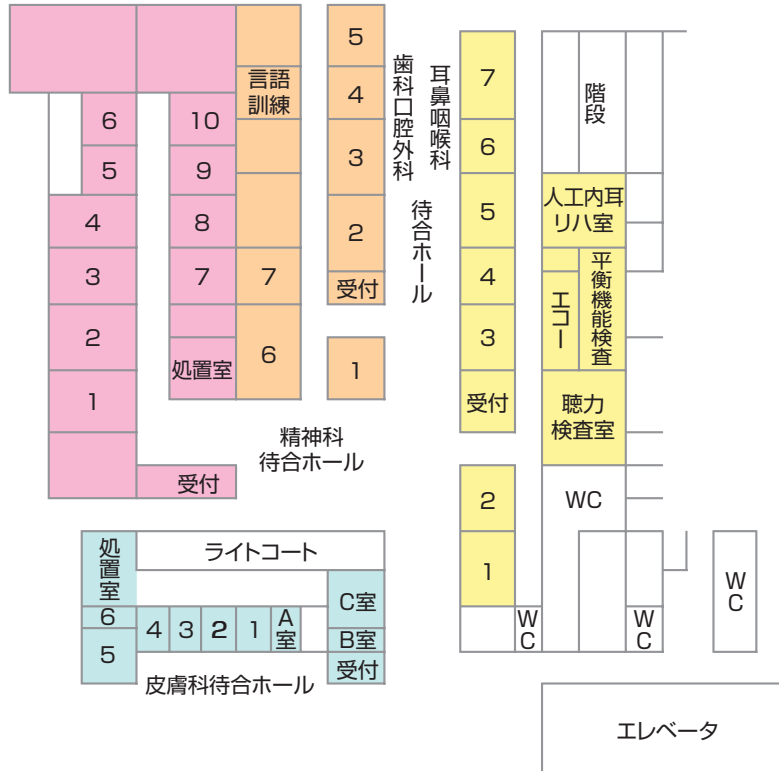 6
5
4
3
2
1
受付
10
9
8
7
処置室
言語
訓練
7
6
5
4
3
2
受付
1
歯科口腔外科
耳鼻咽喉科
待合ホール
精神科
待合ホール
7
6
5
4
3
受付
2
1
階段
人工内耳
リハ室
エコー
平衡機能検査
聴力
検査室
WC
WC
WC
WC
処置室
ライトコート
6
5
4
3
2
1
A
室
C室
B室
受付
皮膚科待合ホール
エレベータ